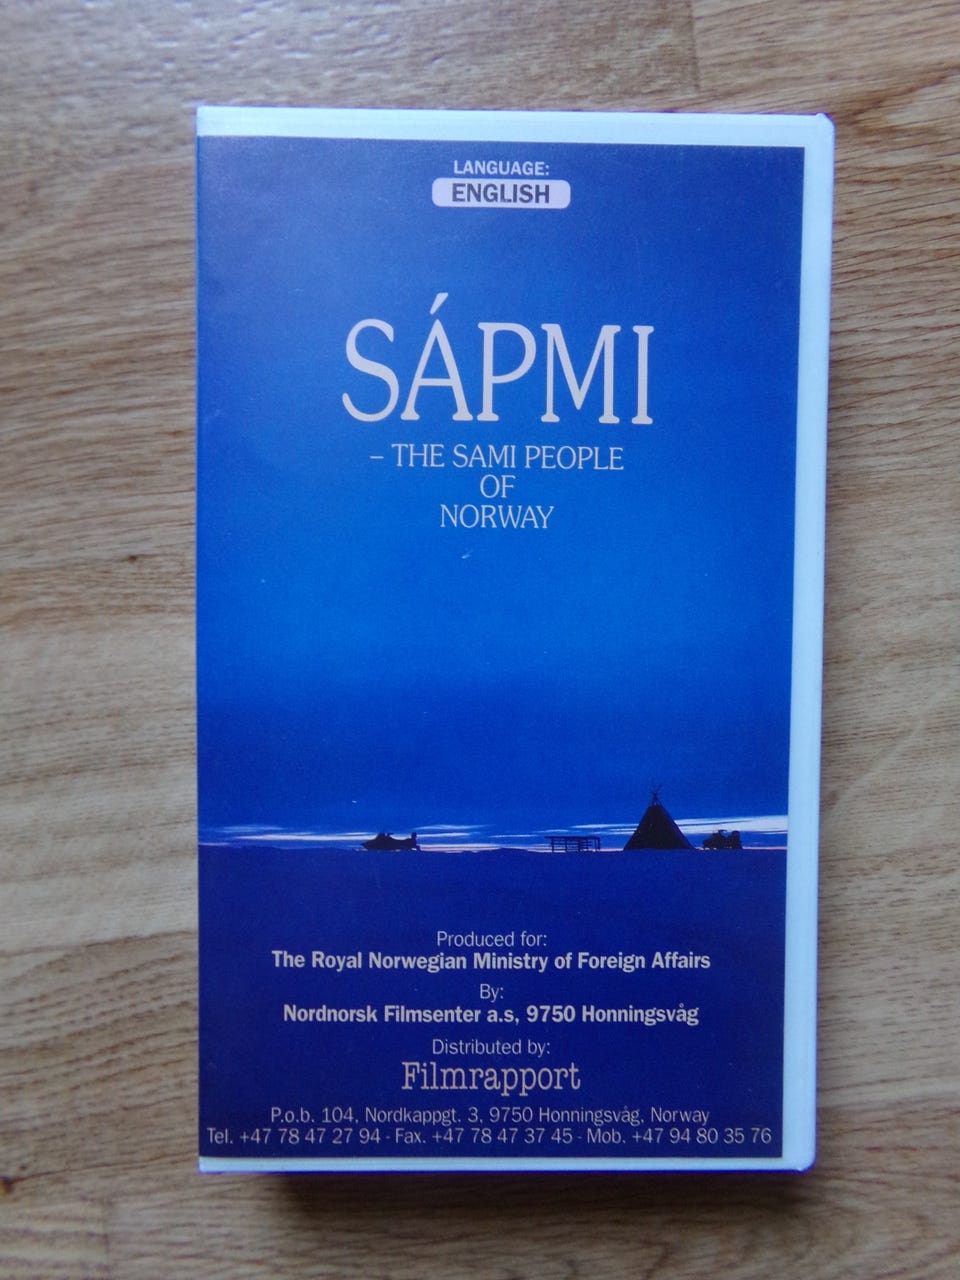 LANGUAGE:
ENGLISH
SÁPMI
– THE SAMI PEOPLE
OF
NORWAY
Produced for:
The Royal Norwegian Ministry of Foreign Affairs
By:
Nordnorsk Filmsenter a.s, 9750 Honningsvåg
Distributed by:
Filmrapport
P.o.b. 104, Nordkappgt. 3, 9750 Honningsvåg, Norway
Tel. +47 78 47 27 94 - Fax. +47 78 47 37 45 - Mob. +47 94 80 35 76